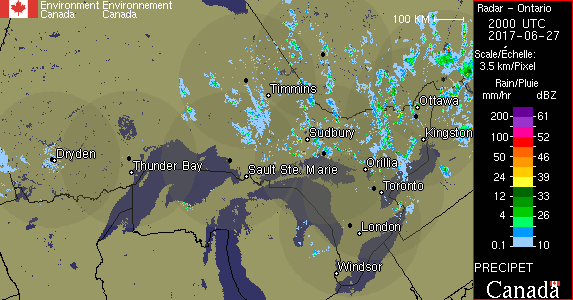 Environment Environnement
Canada Canada
100 KM
Timmins
Ottawa
Sudbury
Kingston
Dryden
Thunder Bay
Sault Ste. Marie
Orillia
Toronto
London
Windsor
Radar - Ontario
2000 UTC
2017-06-27
Scale/Échelle:
3.5 km/Pixel
Rain/Pluie
mm/hr dBZ
200 61
100 52
50 46
24 39
12 33
4 26
0.1 10
PRECIPET
Canada